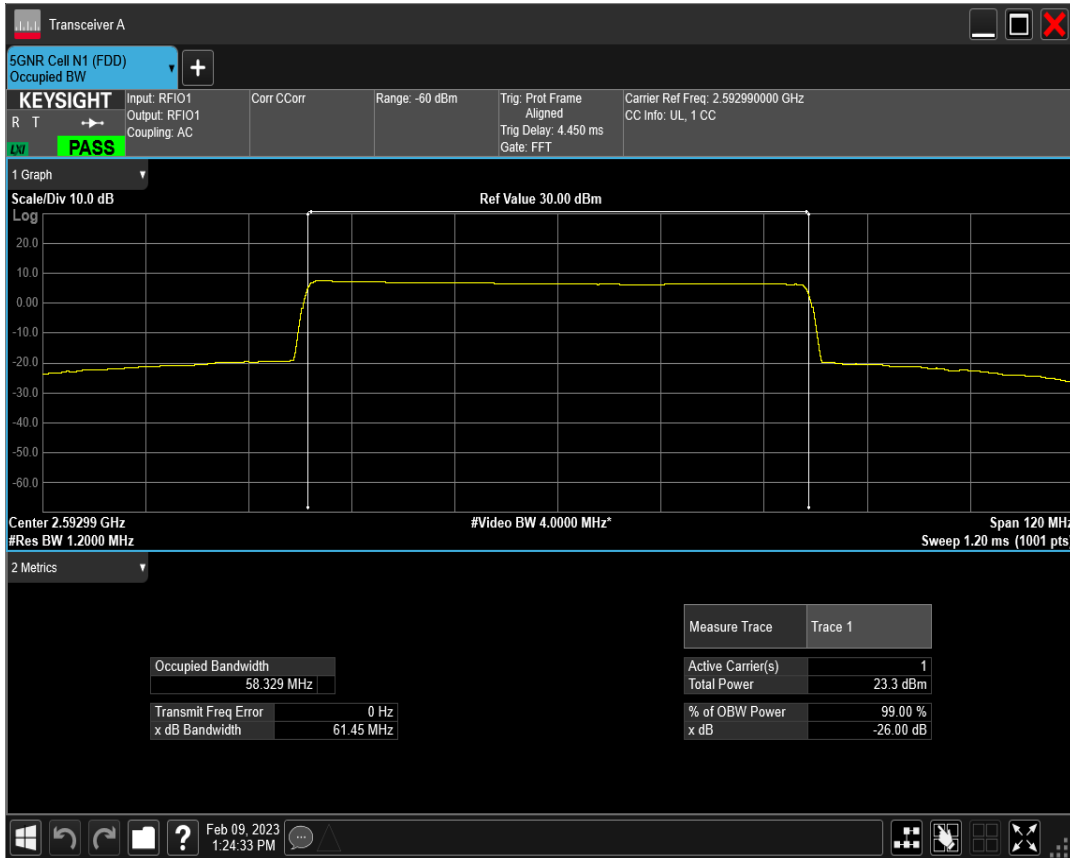 Transceiver A
5GNR Cell N1 (FDD)
Occupied BW
KEYSIGHT
R T
LXI
PASS
Input: RFIO1
Output: RFIO1
Coupling: AC
Corr CCorr
Range: -60 dBm
Trig: Prot Frame
Aligned
Trig Delay: 4.450 ms
Gate: FFT
Carrier Ref Freq: 2.592990000 GHz
CC Info: UL, 1 CC
1 Graph
Scale/Div 10.0 dB
Ref Value 30.00 dBm
Log
20.0
10.0
0.00
-10.0
-20.0
-30.0
-40.0
-50.0
-60.0
Center 2.59299 GHz
#Video BW 4.0000 MHz*
Span 120 MHz
#Res BW 1.2000 MHz
Sweep 1.20 ms (1001 pts)
2 Metrics
Measure Trace Trace 1
Occupied Bandwidth
58.329 MHz
Active Carrier(s) 1
Total Power 23.3 dBm
Transmit Freq Error 0 Hz
x dB Bandwidth 61.45 MHz
% of OBW Power 99.00 %
x dB -26.00 dB
Feb 09, 2023
1:24:33 PM